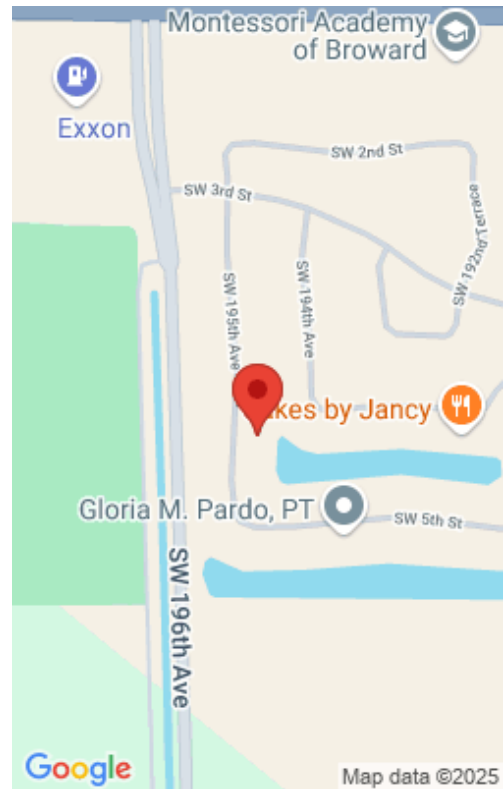 Montessori Academy
of Broward
Exxon
SW 2nd St
SW 3rd St
SW 192nd Terrace
SW 194th Ave
SW 195th Ave
by Jancy
Gloria M. Pardo, PT
SW 5th St
SW 196th Ave
Google
Map data ©2025